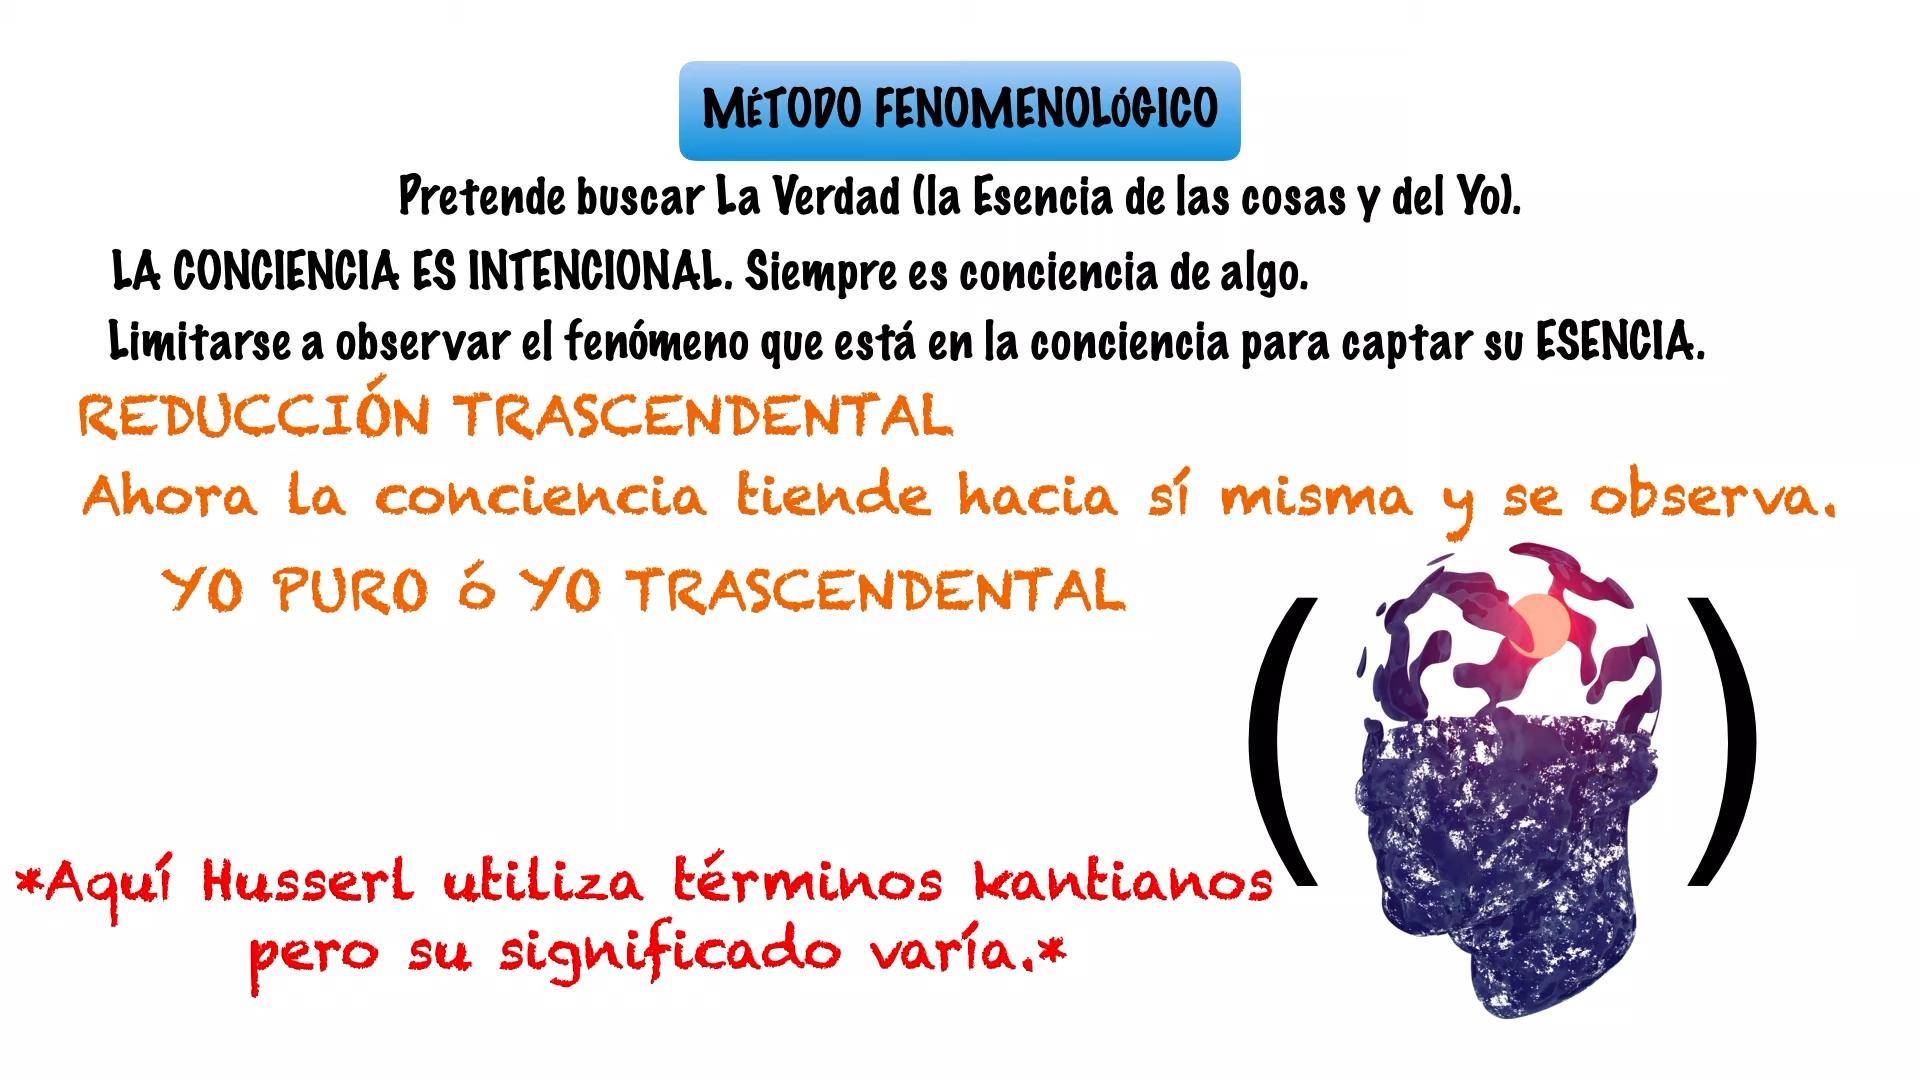 MÉTODO FENOMENOLÓGICO
Pretende buscar La Verdad (la Esencia de las cosas y del Yo).
LA CONCIENCIA ES INTENCIONAL. Siempre es conciencia de algo.
Limitarse a observar el fenómeno que está en la conciencia para captar su ESENCIA.
REDUCCIÓN TRASCENDENTAL
Ahora la conciencia tiende hacia sí misma y se observa.
YO PURO ó YO TRASCENDENTAL
( )
*Aquí Husserl utiliza términos kantianos
pero su significado varía.*